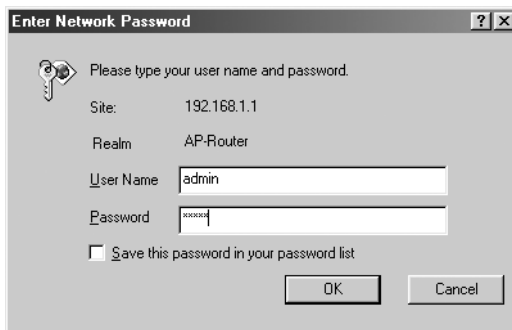 Enter Network Password
Please type your user name and password.
Site: 192.168.1.1
Realm AP-Router
User Name admin
Password *****
Save this password in your password list
OK Cancel